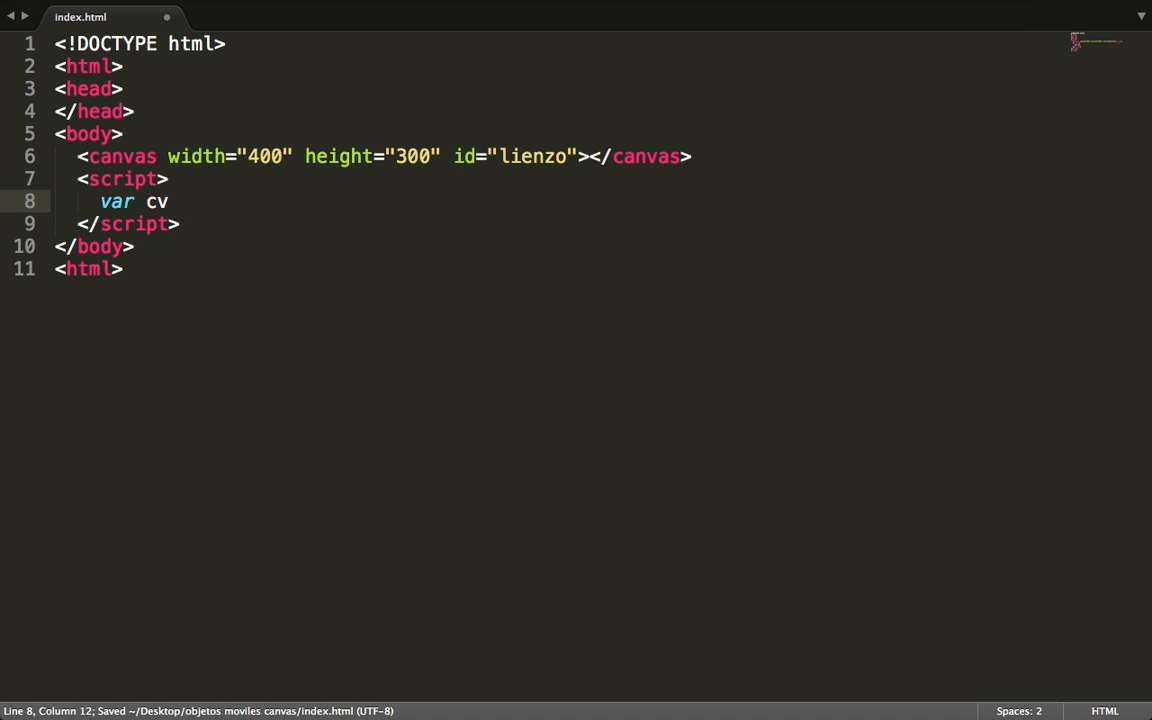 index.html
1 <!DOCTYPE html>
2 <html>
3 <head>
4 </head>
5 <body>
6 <canvas width="400" height="300" id="lienzo"></canvas>
7 <script>
8 var cv
9 </script>
10 </body>
11 <html>
Line 8, Column 12; Saved ~/Desktop/objetos moviles canvas/index.html (UTF-8) Spaces: 2 HTML